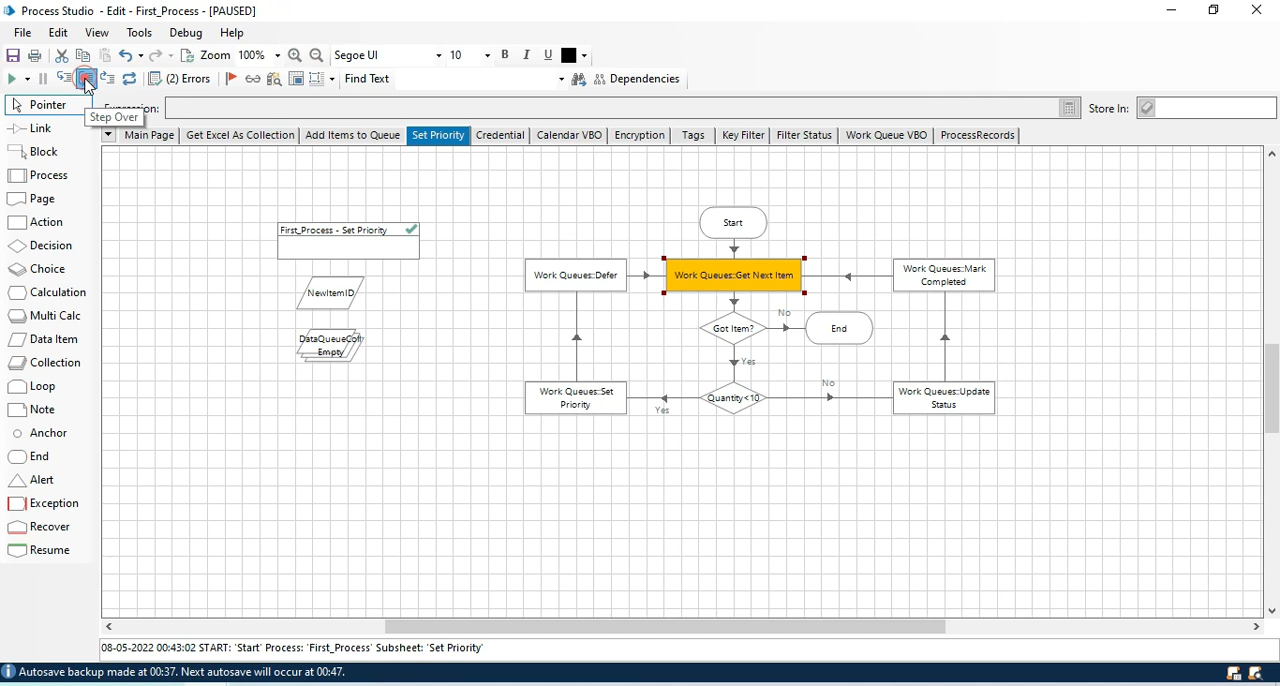 Process Studio - Edit - First_Process - [PAUSED]
File Edit View Tools Debug Help
Zoom 100% Segoe UI 10 B I U
(2) Errors Find Text Dependencies
Pointer
Expression: Store In:
Step Over
Link
Main Page Get Excel As Collection Add Items to Queue Set Priority Credential Calendar VBO Encryption Tags Key Filter Filter Status Work Queue VBO ProcessRecords
Block
Process
Page
Action
Decision
Choice
Calculation
Multi Calc
Data Item
Collection
Loop
Note
Anchor
End
Alert
Exception
Recover
Resume
First_Process - Set Priority
NewItemID
Empty
Start
Work Queues::Defer
Work Queues::Get Next Item
Work Queues::Mark
Completed
Got Item?
No
End
Yes
Work Queues::Set
Priority
Yes
Quantity<10
No
Work Queues::Update
Status
08-05-2022 00:43:02 START: 'Start' Process: 'First_Process' Subsheet: 'Set Priority'
Autosave backup made at 00:37. Next autosave will occur at 00:47.